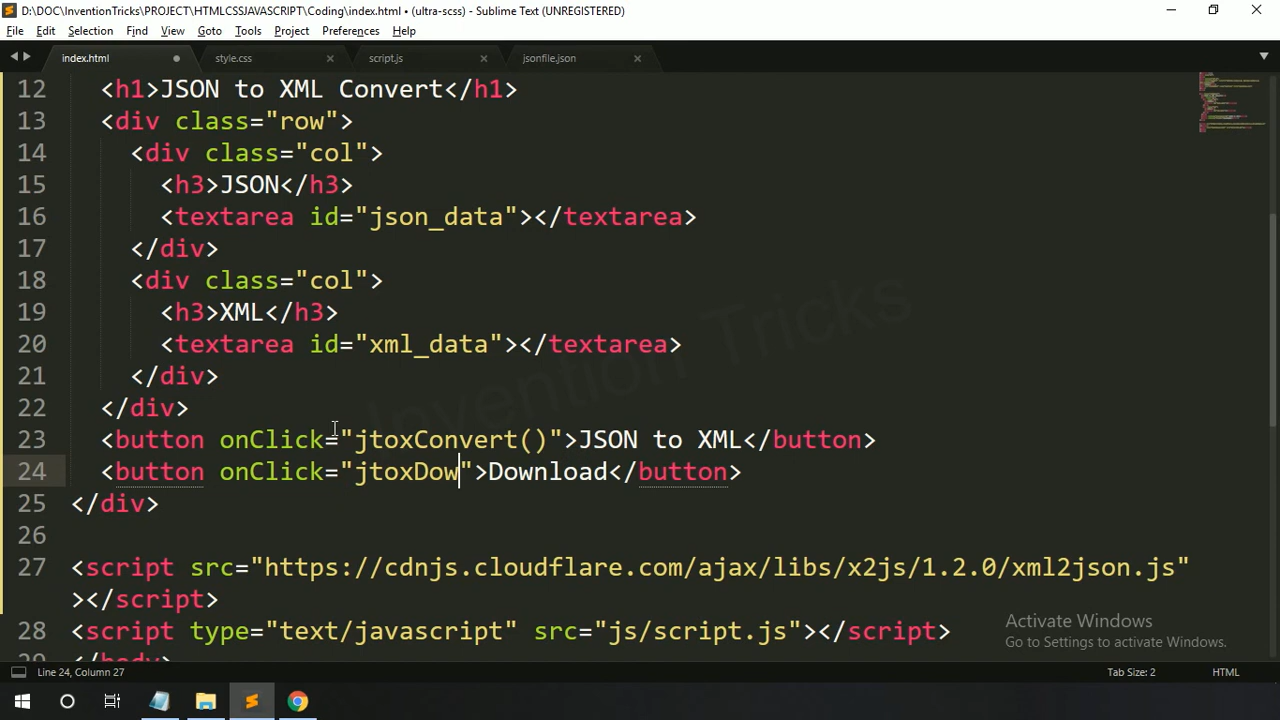 D:\DOC\InventionTricks\PROJECT\HTMLCSSJAVASCRIPT\Coding\index.html • (ultra-scss) - Sublime Text (UNREGISTERED)
File Edit Selection Find View Goto Tools Project Preferences Help
index.html style.css script.js jsonfile.json
12 <h1>JSON to XML Convert</h1>
13 <div class="row">
14 <div class="col">
15 <h3>JSON</h3>
16 <textarea id="json_data"></textarea>
17 </div>
18 <div class="col">
19 <h3>XML</h3>
20 <textarea id="xml_data"></textarea>
21 </div>
22 </div>
23 <button onClick="jtoxConvert()">JSON to XML</button>
24 <button onClick="jtoxDow">Download</button>
25 </div>
26
27 <script src="https://cdnjs.cloudflare.com/ajax/libs/x2js/1.2.0/xml2json.js"
></script>
28 <script type="text/javascript" src="js/script.js"></script>
29 </body>
Invention Tricks
Activate Windows
Go to Settings to activate Windows.
Line 24, Column 27 Tab Size: 2 HTML